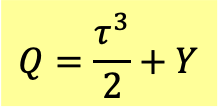 Q = τ³/2 + Y